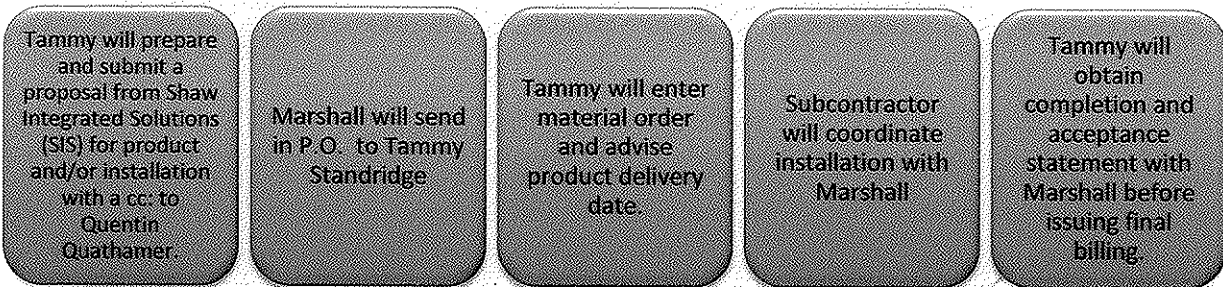 Tammy will prepare
and submit a
proposal from Shaw
Integrated Solutions
(SIS) for product
and/or installation
with a cc: to
Quentin
Quathamer.
Marshall will send
in P.O. to Tammy
Standridge
Tammy will enter
material order
and advise
product delivery
date.
Subcontractor
will coordinate
installation with
Marshall
Tammy will
obtain
completion and
acceptance
statement with
Marshall before
issuing final
billing.